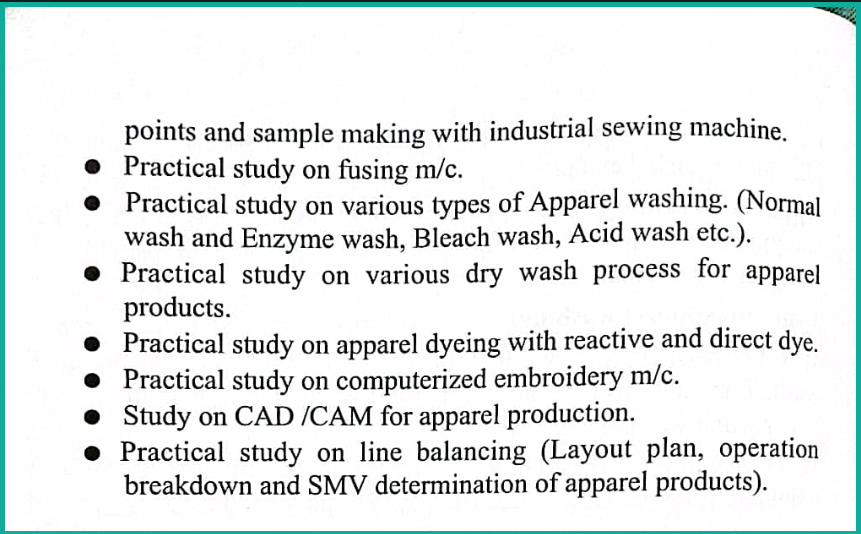 points and sample making with industrial sewing machine.
● Practical study on fusing m/c.
● Practical study on various types of Apparel washing. (Normal
wash and Enzyme wash, Bleach wash, Acid wash etc.).
● Practical study on various dry wash process for apparel
products.
● Practical study on apparel dyeing with reactive and direct dye.
● Practical study on computerized embroidery m/c.
● Study on CAD /CAM for apparel production.
● Practical study on line balancing (Layout plan, operation
breakdown and SMV determination of apparel products).